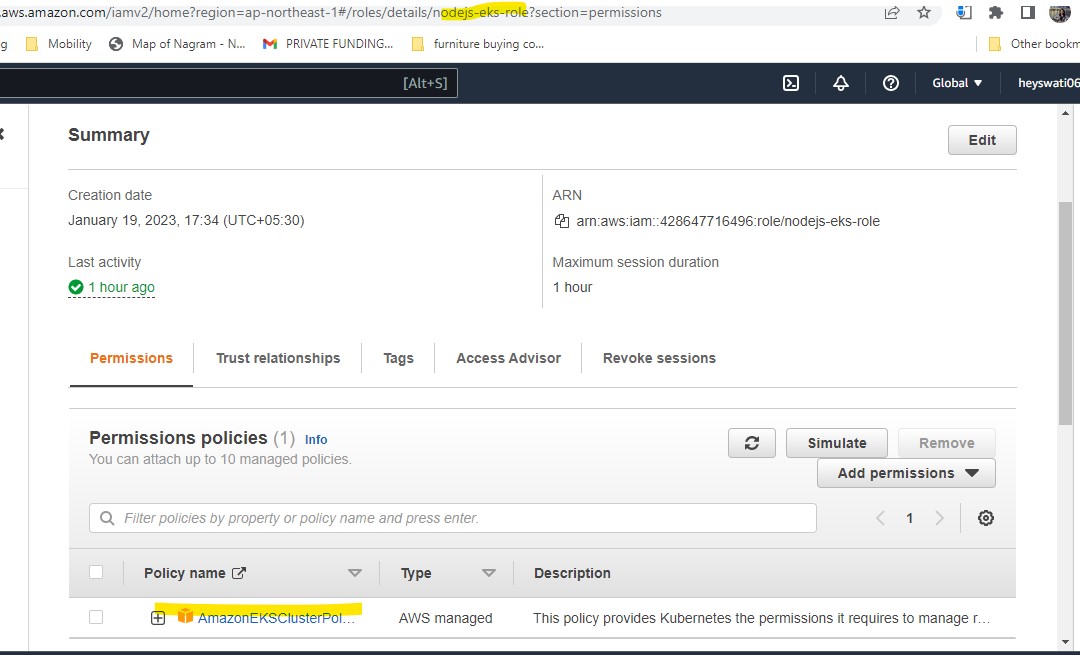 .aws.amazon.com/iamv2/home?region=ap-northeast-1#/roles/details/nodejs-eks-role?section=permissions
g Mobility Map of Nagram - N... PRIVATE FUNDING... furniture buying co... Other bookm
[Alt+S] Global heyswati06
Summary
Edit
Creation date
January 19, 2023, 17:34 (UTC+05:30)
ARN
arn:aws:iam::428647716496:role/nodejs-eks-role
Last activity
1 hour ago
Maximum session duration
1 hour
Permissions Trust relationships Tags Access Advisor Revoke sessions
Permissions policies (1) Info
You can attach up to 10 managed policies.
Simulate Remove
Add permissions
Filter policies by property or policy name and press enter.
1
Policy name Type Description
AmazonEKSClusterPol... AWS managed This policy provides Kubernetes the permissions it requires to manage r...